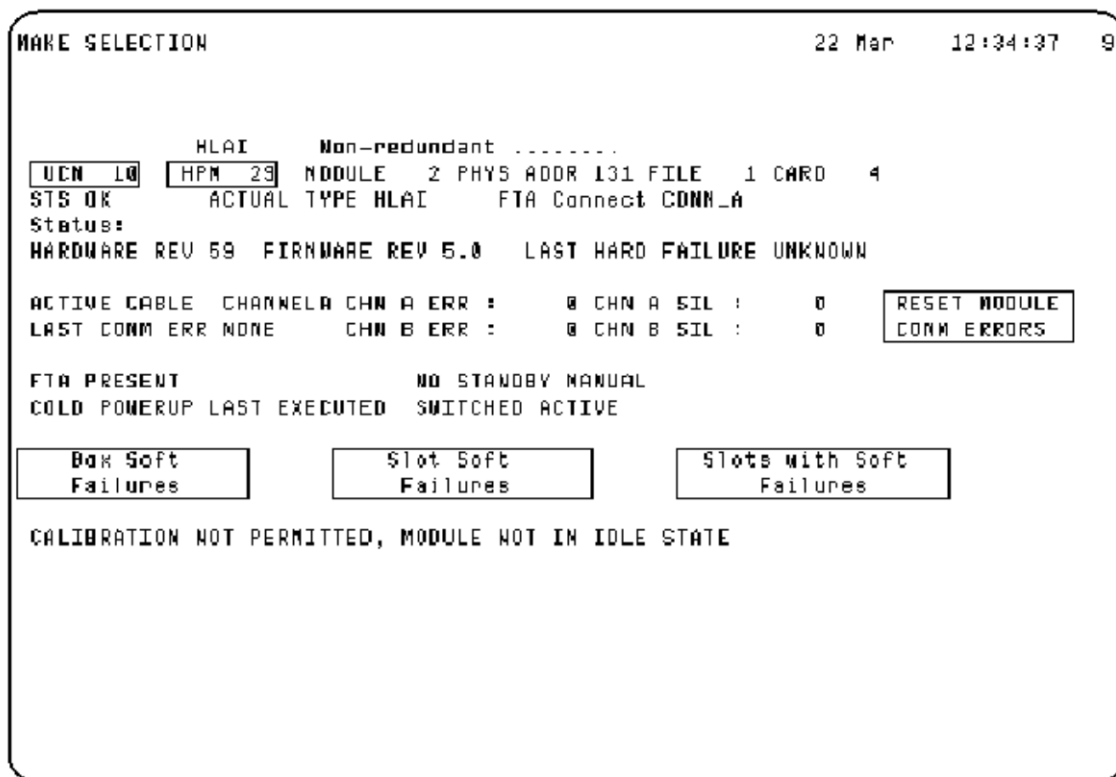 MAKE SELECTION 22 Mar 12:34:37 9
HLAI Non-redundant ........
UCN 10 HPM 29 MODULE 2 PHYS ADDR 131 FILE 1 CARD 4
STS OK ACTUAL TYPE HLAI FTA Connect CONN_A
Status:
HARDWARE REV 59 FIRMWARE REV 5.0 LAST HARD FAILURE UNKNOWN
ACTIVE CABLE CHANNELA CHN A ERR : 0 CHN A SIL : 0 RESET MODULE
LAST COMM ERR NONE CHN B ERR : 0 CHN B SIL : 0 COMM ERRORS
FTA PRESENT NO STANDBY MANUAL
COLD POWERUP LAST EXECUTED SWITCHED ACTIVE
Box Soft Slot Soft Slots with Soft
Failures Failures Failures
CALIBRATION NOT PERMITTED, MODULE NOT IN IDLE STATE